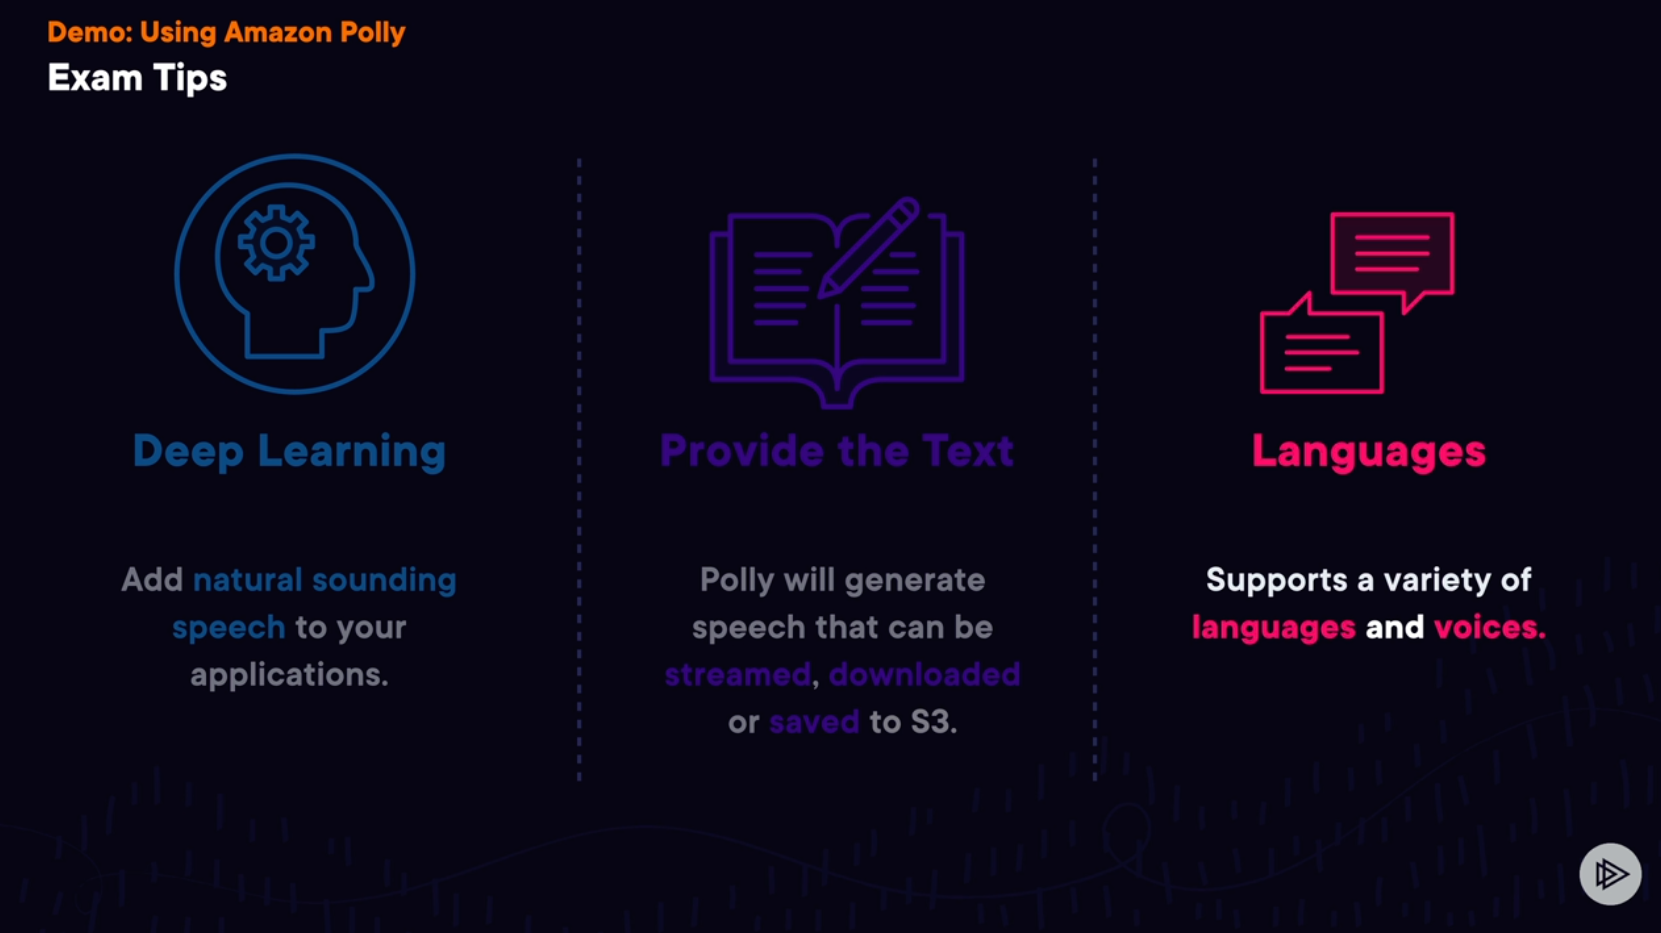 Demo: Using Amazon Polly
Exam Tips
Deep Learning
Add natural sounding
speech to your
applications.
Provide the Text
Polly will generate
speech that can be
streamed, downloaded
or saved to S3.
Languages
Supports a variety of
languages and voices.